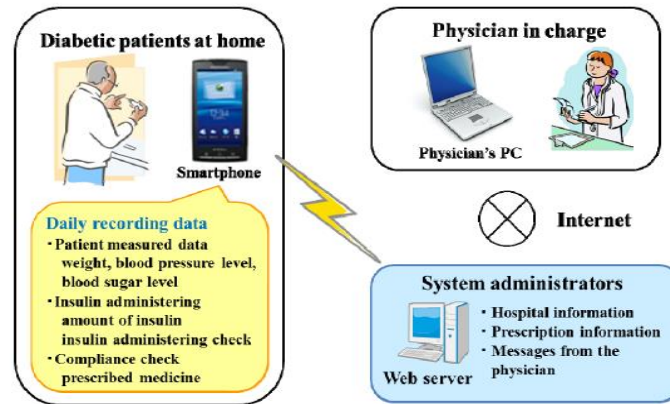 Diabetic patients at home
Smartphone
Daily recording data
・Patient measured data
weight, blood pressure level,
blood sugar level
・Insulin administering
amount of insulin
insulin administering check
・Compliance check
prescribed medicine
Physician in charge
Physician's PC
Internet
System administrators
Web server
・Hospital information
・Prescription information
・Messages from the
physician